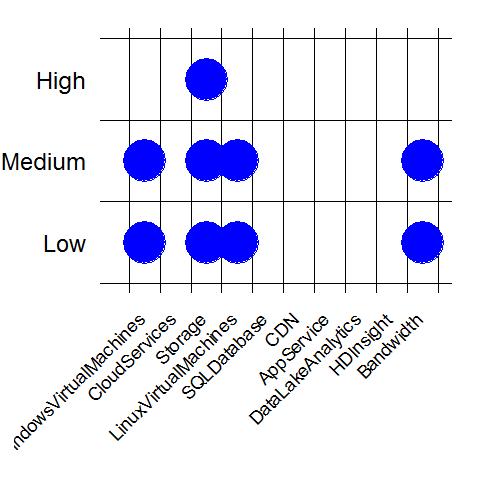 High
Medium
Low
ndowsVirtualMachines
CloudServices
Storage
LinuxVirtualMachines
SQLDatabase
CDN
AppService
DataLakeAnalytics
HDInsight
Bandwidth